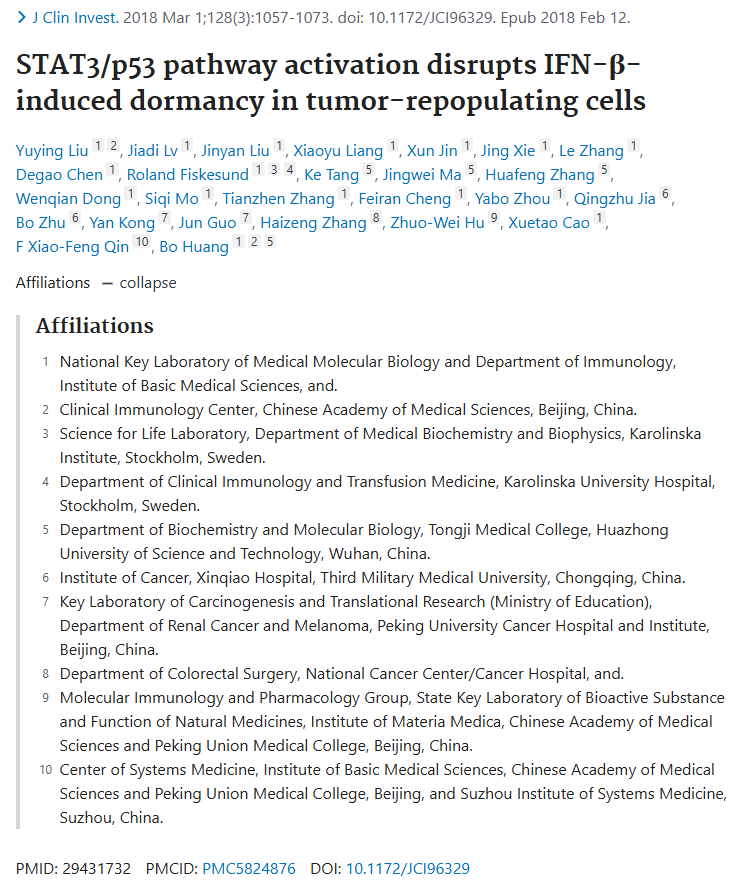 J Clin Invest. 2018 Mar 1;128(3):1057-1073. doi: 10.1172/JCI96329. Epub 2018 Feb 12.
STAT3/p53 pathway activation disrupts IFN-β-
induced dormancy in tumor-repopulating cells
Yuying Liu 1 2, Jiadi Lv 1, Jinyan Liu 1, Xiaoyu Liang 1, Xun Jin 1, Jing Xie 1, Le Zhang 1,
Degao Chen 1, Roland Fiskesund 1 3 4, Ke Tang 5, Jingwei Ma 5, Huafeng Zhang 5,
Wenqian Dong 1, Siqi Mo 1, Tianzhen Zhang 1, Feiran Cheng 1, Yabo Zhou 1, Qingzhu Jia 6,
Bo Zhu 6, Yan Kong 7, Jun Guo 7, Haizeng Zhang 8, Zhuo-Wei Hu 9, Xuetao Cao 1,
F Xiao-Feng Qin 10, Bo Huang 1 2 5
Affiliations – collapse
Affiliations
1 National Key Laboratory of Medical Molecular Biology and Department of Immunology,
Institute of Basic Medical Sciences, and.
2 Clinical Immunology Center, Chinese Academy of Medical Sciences, Beijing, China.
3 Science for Life Laboratory, Department of Medical Biochemistry and Biophysics, Karolinska
Institute, Stockholm, Sweden.
4 Department of Clinical Immunology and Transfusion Medicine, Karolinska University Hospital,
Stockholm, Sweden.
5 Department of Biochemistry and Molecular Biology, Tongji Medical College, Huazhong
University of Science and Technology, Wuhan, China.
6 Institute of Cancer, Xinqiao Hospital, Third Military Medical University, Chongqing, China.
7 Key Laboratory of Carcinogenesis and Translational Research (Ministry of Education),
Department of Renal Cancer and Melanoma, Peking University Cancer Hospital and Institute,
Beijing, China.
8 Department of Colorectal Surgery, National Cancer Center/Cancer Hospital, and.
9 Molecular Immunology and Pharmacology Group, State Key Laboratory of Bioactive Substance
and Function of Natural Medicines, Institute of Materia Medica, Chinese Academy of Medical
Sciences and Peking Union Medical College, Beijing, China.
10 Center of Systems Medicine, Institute of Basic Medical Sciences, Chinese Academy of Medical
Sciences and Peking Union Medical College, Beijing, and Suzhou Institute of Systems Medicine,
Suzhou, China.
PMID: 29431732 PMCID: PMC5824876 DOI: 10.1172/JCI96329